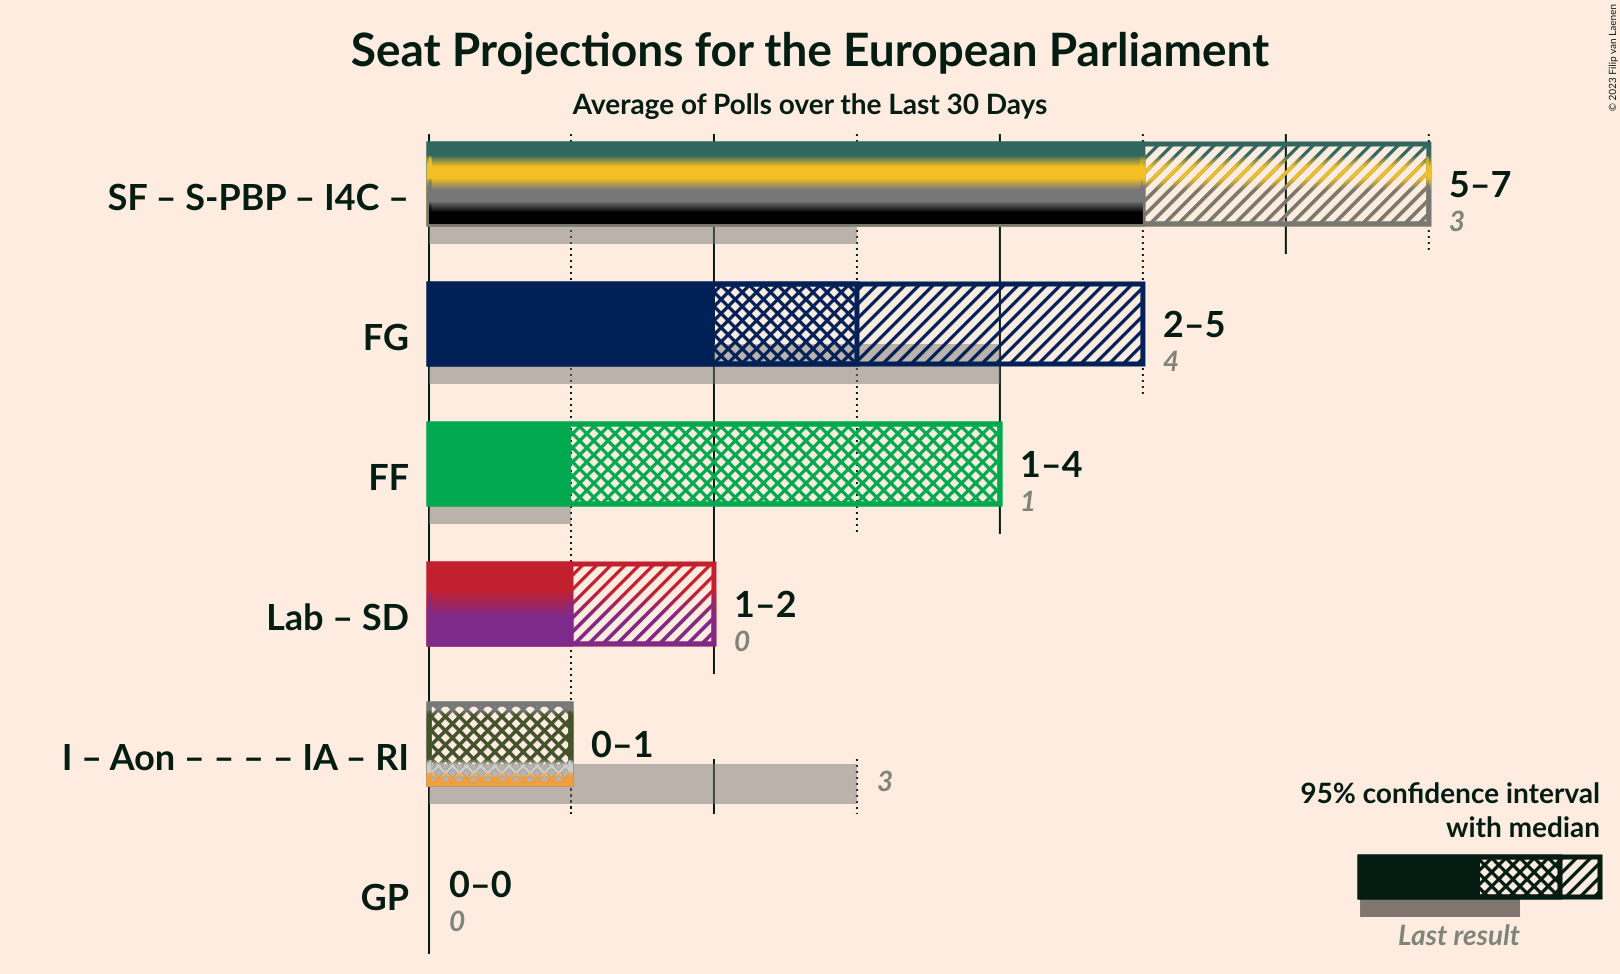 Seat Projections for the European Parliament
Average of Polls over the Last 30 Days
© 2023 Filip van Laenen
SF – S-PBP – I4C –
5–7
3
FG
2–5
4
FF
1–4
1
Lab – SD
1–2
0
I – Aon – – – – IA – RI
0–1
3
GP
0–0
0
95% confidence interval
with median
Last result